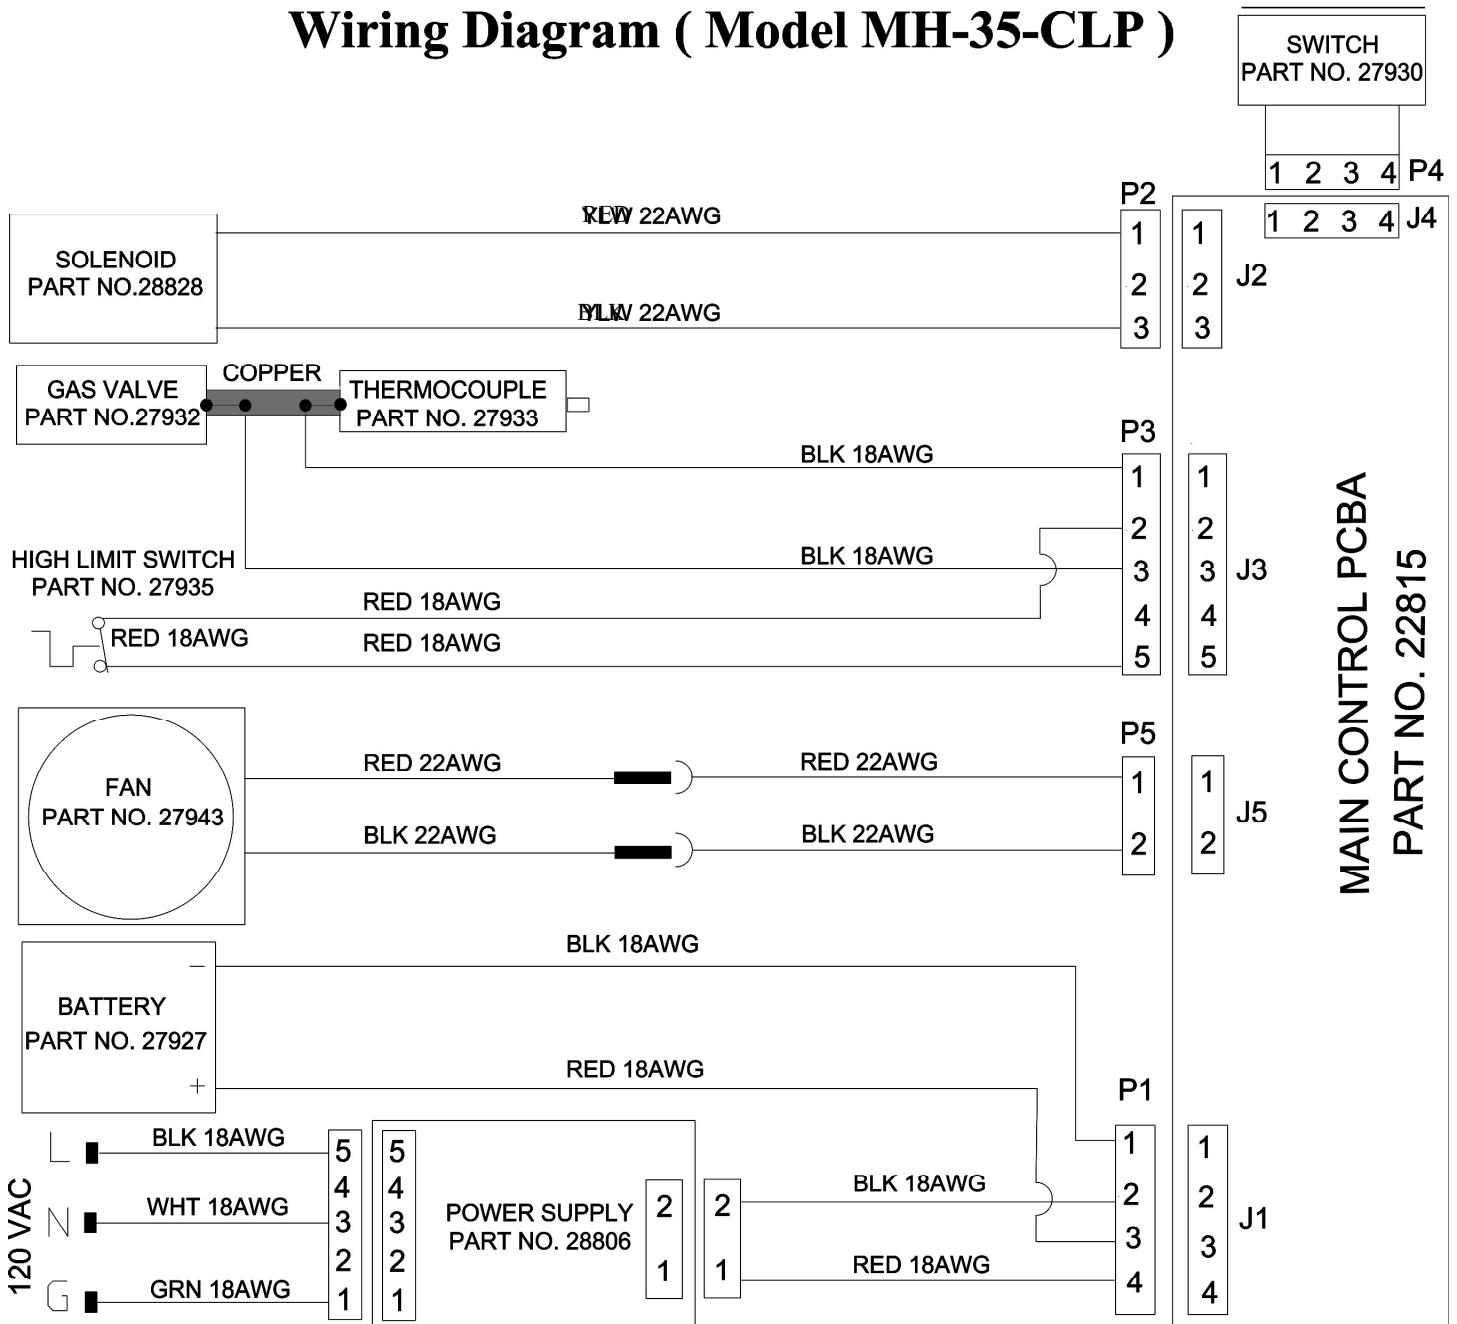 Wiring Diagram ( Model MH-35-CLP )
SWITCH
PART NO. 27930
1 2 3 4 P4
1 2 3 4 J4
SOLENOID
PART NO.28828
22AWG
22AWG
P2
1
2
3
1
2
3
J2
GAS VALVE
PART NO.27932
COPPER
THERMOCOUPLE
PART NO. 27933
BLK 18AWG
BLK 18AWG
P3
1
2
3
4
5
1
2
3
4
5
J3
HIGH LIMIT SWITCH
PART NO. 27935
RED 18AWG
RED 18AWG
RED 18AWG
MAIN CONTROL PCBA
PART NO. 22815
FAN
PART NO. 27943
RED 22AWG
RED 22AWG
BLK 22AWG
BLK 22AWG
P5
1
2
1
2
J5
BATTERY
PART NO. 27927
−
+
BLK 18AWG
RED 18AWG
P1
1
2
3
4
1
2
3
4
J1
120 VAC
L
N
G
BLK 18AWG
WHT 18AWG
GRN 18AWG
5
4
3
2
1
5
4
3
2
1
POWER SUPPLY
PART NO. 28806
2
1
2
1
BLK 18AWG
RED 18AWG